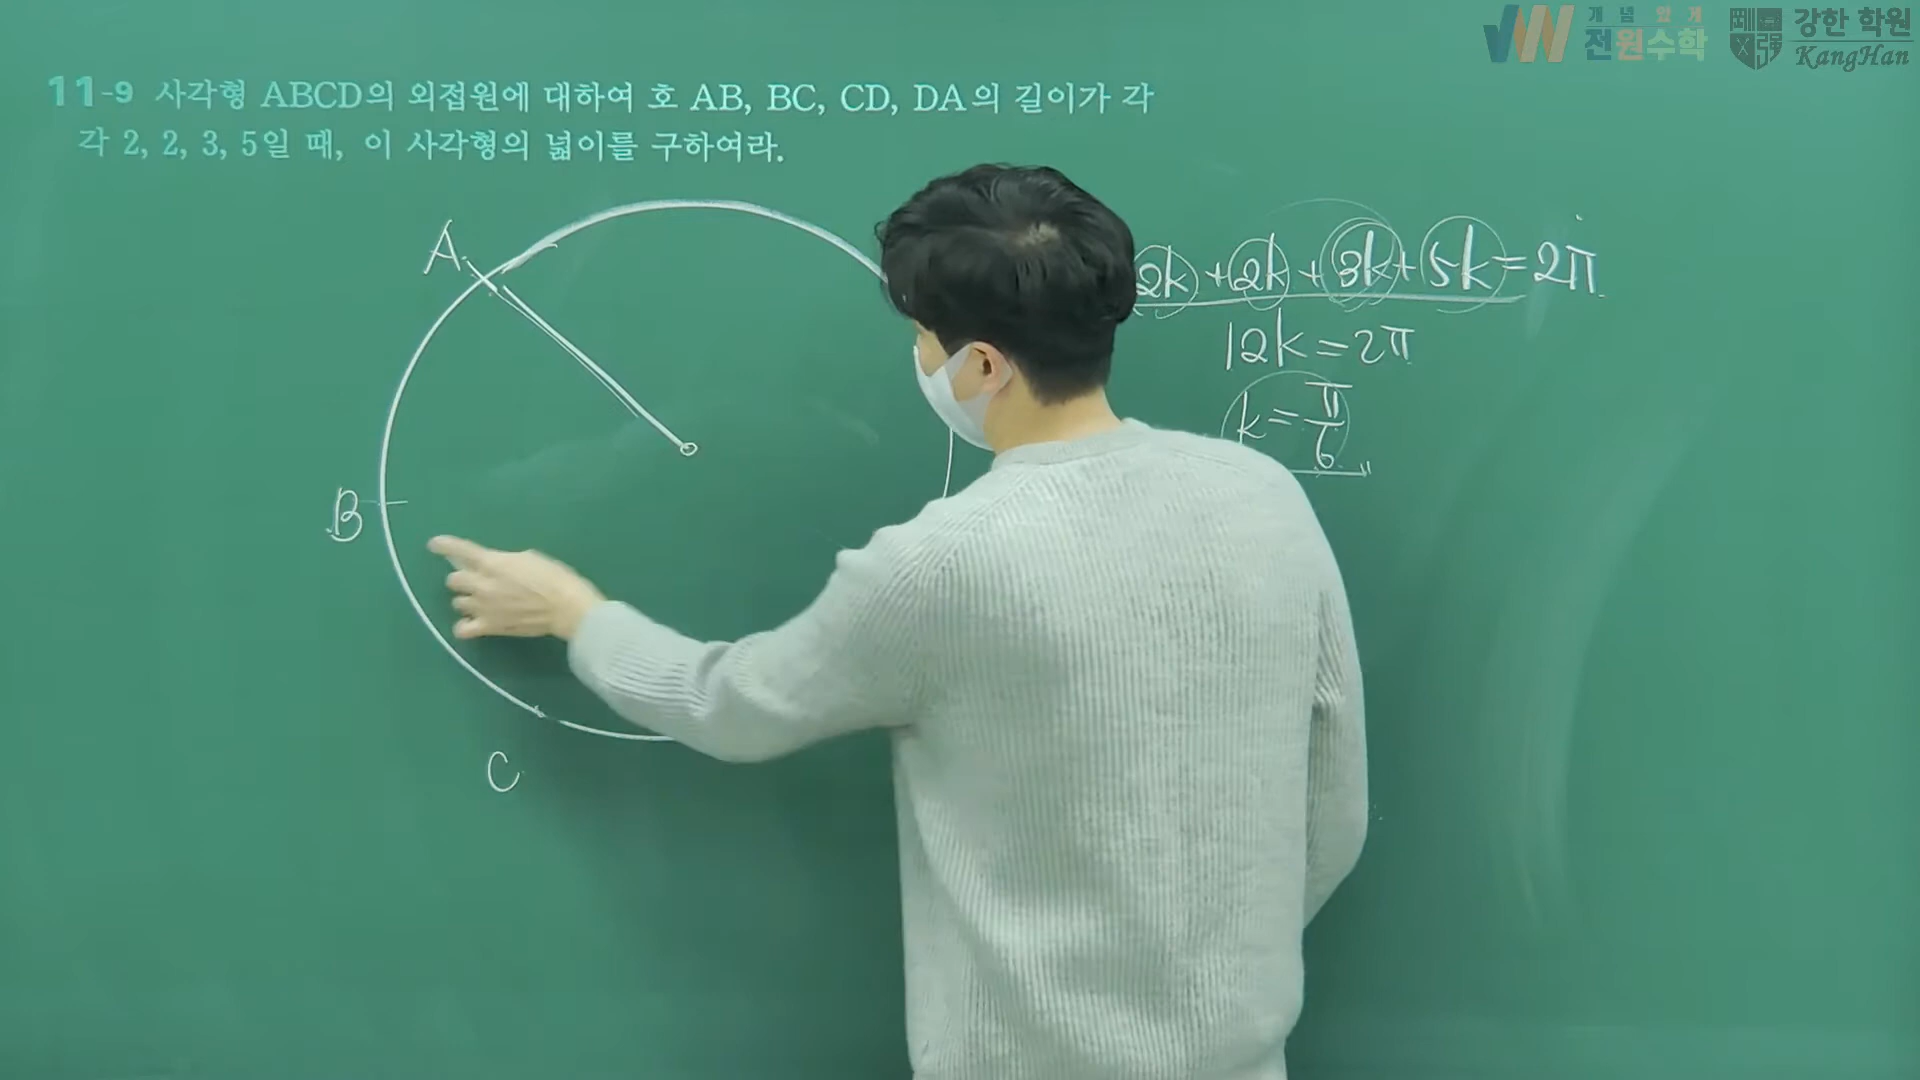 개념있게
전원수학
강한 학원
KangHan
11-9 사각형 ABCD의 외접원에 대하여 호 AB, BC, CD, DA의 길이가 각
각 2, 2, 3, 5일 때, 이 사각형의 넓이를 구하여라.
A
B
C
2k+2k+3k+5k=2π
12k=2π
k=π/6